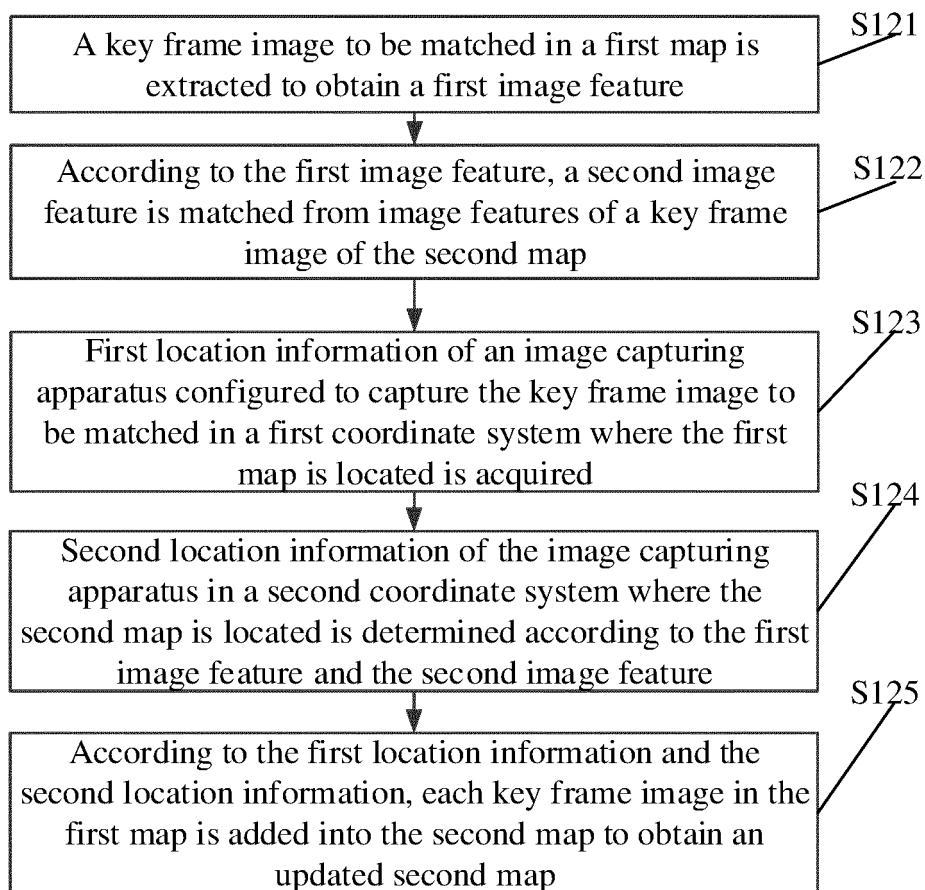 S121
A key frame image to be matched in a first map is
extracted to obtain a first image feature
S122
According to the first image feature, a second image
feature is matched from image features of a key frame
image of the second map
S123
First location information of an image capturing
apparatus configured to capture the key frame image to
be matched in a first coordinate system where the first
map is located is acquired
S124
Second location information of the image capturing
apparatus in a second coordinate system where the
second map is located is determined according to the first
image feature and the second image feature
S125
According to the first location information and the
second location information, each key frame image in the
first map is added into the second map to obtain an
updated second map